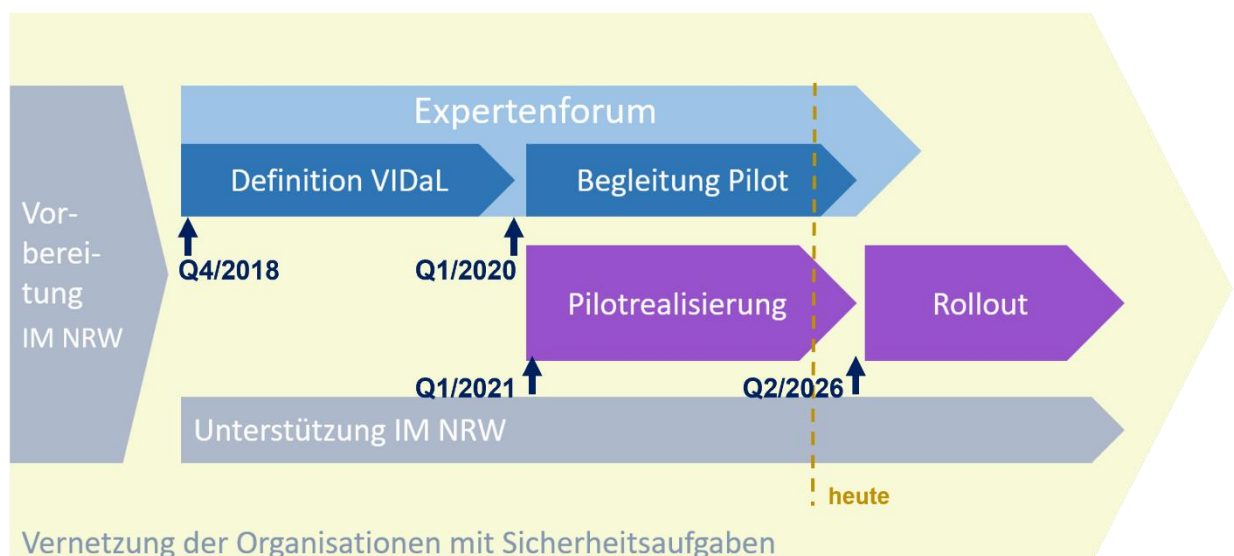 Expertenforum
Definition VIDaL
Begleitung Pilot
Vor-
berei-
tung
IM NRW
Q4/2018
Q1/2020
Pilotrealisierung
Rollout
Q1/2021
Q2/2026
Unterstützung IM NRW
heute
Vernetzung der Organisationen mit Sicherheitsaufgaben